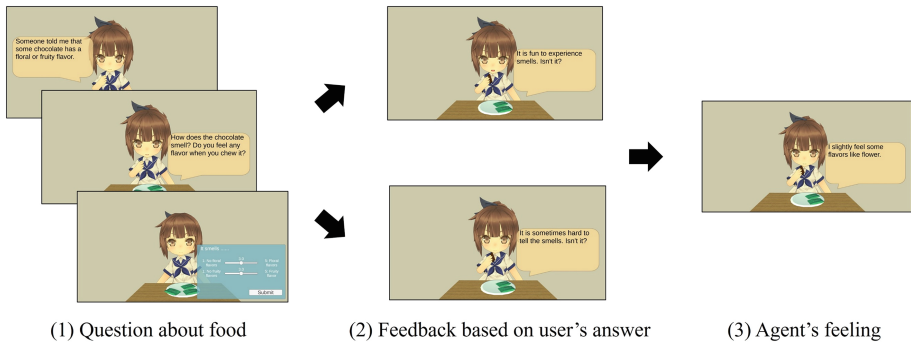 Someone told me that
some chocolate has a
floral or fruity flavor.
How does the chocolate
smell? Do you feel any
flavor when you chew it?
It smells ....
Submit
It is fun to experience
smells. Isn't it?
It is sometimes hard to
tell the smells. Isn't it?
I slightly feel some
flavors like flower.
(1) Question about food
(2) Feedback based on user's answer
(3) Agent's feeling